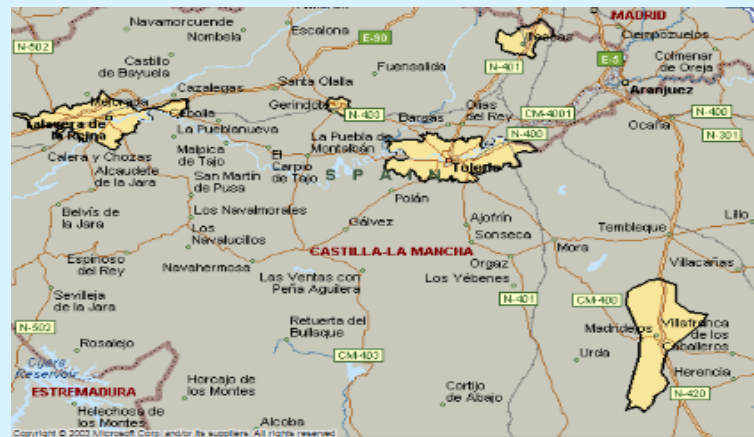 MADRID
Navamorcuende
Escalona
Illescas
Ciempozuelos
N-502
Nombela
E-90
E-5
Colmenar
de Oreja
Castillo
de Bayuela
Fuensalida
N-401
Aranjuez
Cazalegas
Santa Olalla
Mejorada
Gerindote
N-403
Olías
del Rey
CM-4001
N-400
Talavera de
la Reina
Cebolla
Bargas
Ocaña
La Pueblanueva
La Puebla de
Montalbán
N-400
N-301
Calera y Chozas
Malpica
de Tajo
El
Carpio
de Tajo
Toledo
Alcaudete
de la Jara
San Martín
de Pusa
SPAIN
Polán
Belvís de
la Jara
Los Navalmorales
Ajofrín
Lillo
Los
Navalucillos
Gálvez
Sonseca
Tembleque
Mora
Espinoso
del Rey
Navahermosa
CASTILLA-LA MANCHA
Orgaz
Villacañas
Las Ventas con
Peña Aguilera
Los Yébenes
Sevilleja
de la Jara
N-401
CM-400
N-502
Retuerta del
Bullaque
Madridejos
Villafranca
de los
Caballeros
Rosalejo
CM-403
Urda
Cijara
Reservoir
Herencia
ESTREMADURA
Horcajo de
los Montes
Cortijo
de Abajo
N-420
Helechosa de
los Montes
Alcoba
Copyright © 2003 Microsoft Corp. and/or its suppliers. All rights reserved.